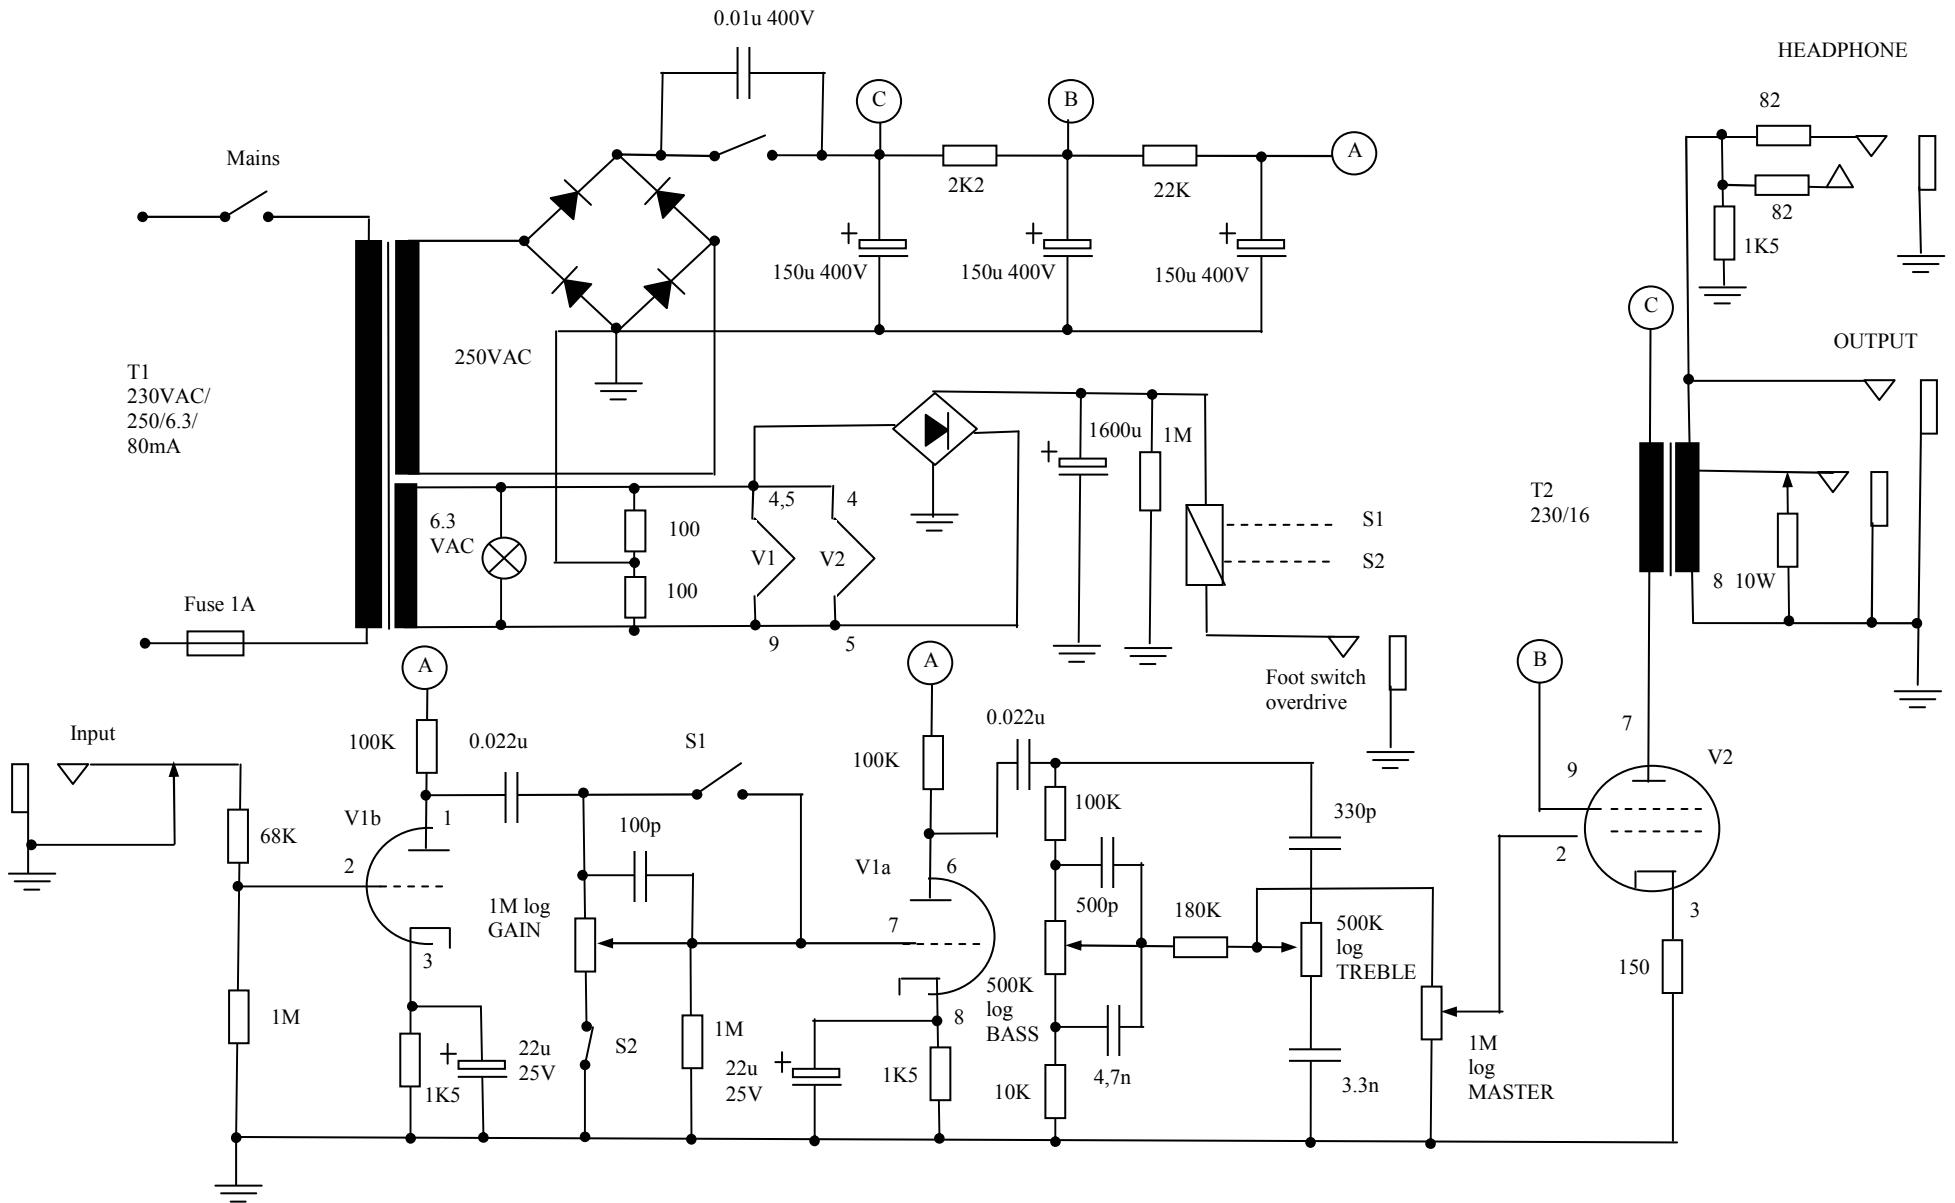 0.01u 400V
HEADPHONE
C
B
82
Mains
A
2K2
22K
82
1K5
150u 400V
150u 400V
150u 400V
C
250VAC
OUTPUT
T1
230VAC/
250/6.3/
80mA
1600u
1M
4,5
4
T2
230/16
6.3
VAC
100
V1
V2
S1
S2
8 10W
100
Fuse 1A
9
5
A
A
B
Foot switch
overdrive
Input
100K
0.022u
S1
100K
0.022u
7
V2
9
V1b
1
100p
100K
330p
68K
2
V1a
6
2
1M log
GAIN
7
500p
180K
500K
log
TREBLE
3
3
150
500K
log
BASS
8
1M
S2
1M
22u
25V
1K5
22u
25V
1K5
10K
4,7n
3.3n
1M
log
MASTER